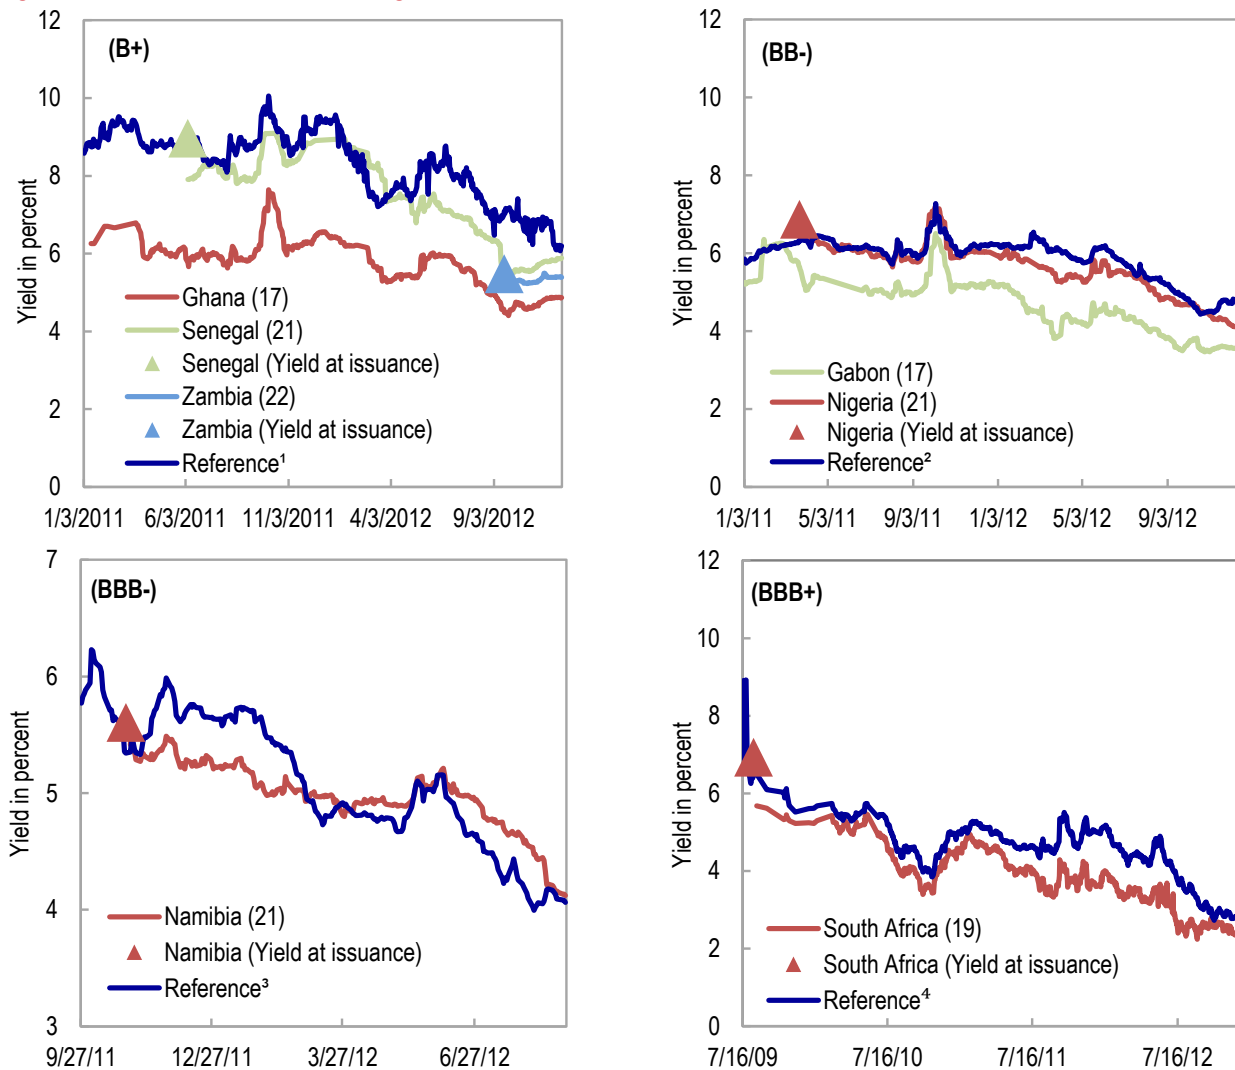 12
(B+)
10
8
6
4
2
0
Yield in percent
Ghana (17)
Senegal (21)
Senegal (Yield at issuance)
Zambia (22)
Zambia (Yield at issuance)
Reference¹
1/3/2011 6/3/2011 11/3/2011 4/3/2012 9/3/2012
12
(BB-)
10
8
6
4
2
0
Yield in percent
Gabon (17)
Nigeria (21)
Nigeria (Yield at issuance)
Reference²
1/3/11 5/3/11 9/3/11 1/3/12 5/3/12 9/3/12
7
(BBB-)
6
5
4
3
Yield in percent
Namibia (21)
Namibia (Yield at issuance)
Reference³
9/27/11 12/27/11 3/27/12 6/27/12
12
(BBB+)
10
8
6
4
2
0
Yield in percent
South Africa (19)
South Africa (Yield at issuance)
Reference⁴
7/16/09 7/16/10 7/16/11 7/16/12